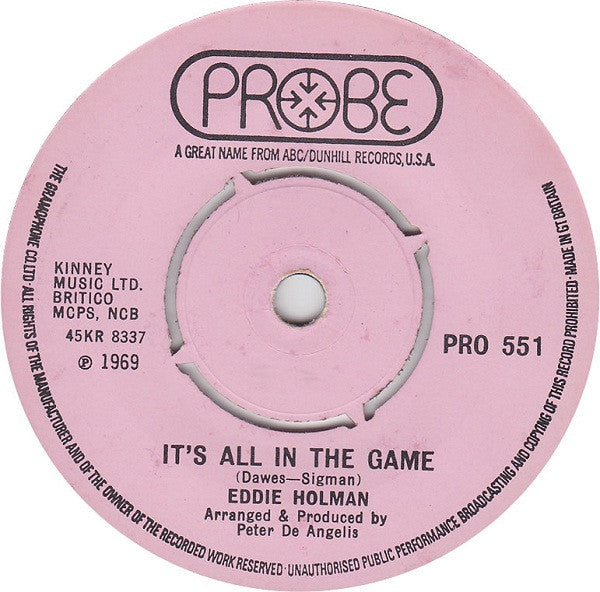 PROBE
A GREAT NAME FROM ABC/DUNHILL RECORDS, U.S.A.
THE GRAMOPHONE CO. LTD · ALL RIGHTS OF THE MANUFACTURER AND OF THE OWNER OF THE RECORDED WORK RESERVED · UNAUTHORISED PUBLIC PERFORMANCE BROADCASTING AND COPYING OF THIS RECORD PROHIBITED · MADE IN GT BRITAIN
KINNEY
MUSIC LTD.
BRITICO
MCPS, NCB
45KR 8337
℗ 1969
PRO 551
IT'S ALL IN THE GAME
(Dawes—Sigman)
EDDIE HOLMAN
Arranged & Produced by
Peter De Angelis